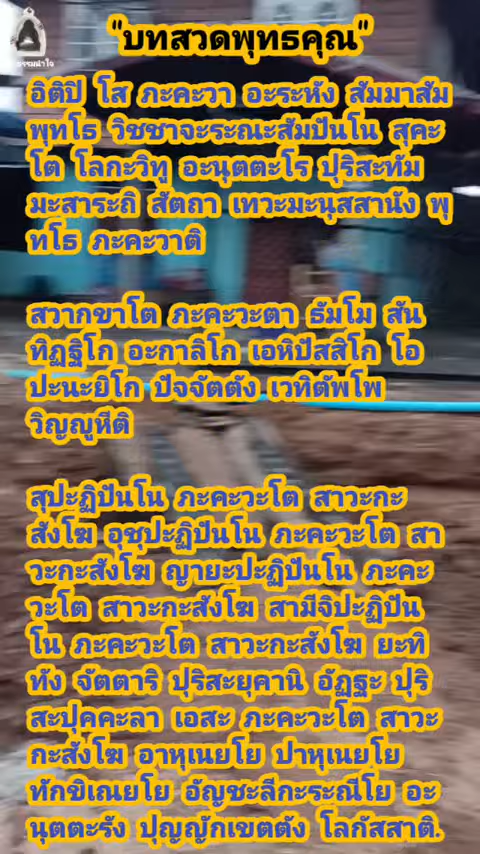 ธรรมนำใจ
"บทสวดพุทธคุณ"
อิติปิ โส ภะคะวา อะระหัง สัมมาสัม
พุทโธ วิชชาจะระณะสัมปันโน สุคะ
โต โลกะวิทู อะนุตตะโร ปุริสะทัม
มะสาระถิ สัตถา เทวะมะนุสสานัง พุ
ทโธ ภะคะวาติ
สวากขาโต ภะคะวะตา ธัมโม สัน
ทิฏฐิโก อะกาลิโก เอหิปัสสิโก โอ
ปะนะยิโก ปัจจัตตัง เวทิตัพโพ
วิญญูหีติ
สุปะฏิปันโน ภะคะวะโต สาวะกะ
สังโฆ อุชุปะฏิปันโน ภะคะวะโต สา
วะกะสังโฆ ญายะปะฏิปันโน ภะคะ
วะโต สาวะกะสังโฆ สามีจิปะฏิปัน
โน ภะคะวะโต สาวะกะสังโฆ ยะทิ
ทัง จัตตาริ ปุริสะยุคานิ อัฏฐะ ปุริ
สะปุคคะลา เอสะ ภะคะวะโต สาวะ
กะสังโฆ อาหุเนยโย ปาหุเนยโย
ทักขิเณยโย อัญชะลีกะระณีโย อะ
นุตตะรัง ปุญญักเขตตัง โลกัสสาติ.